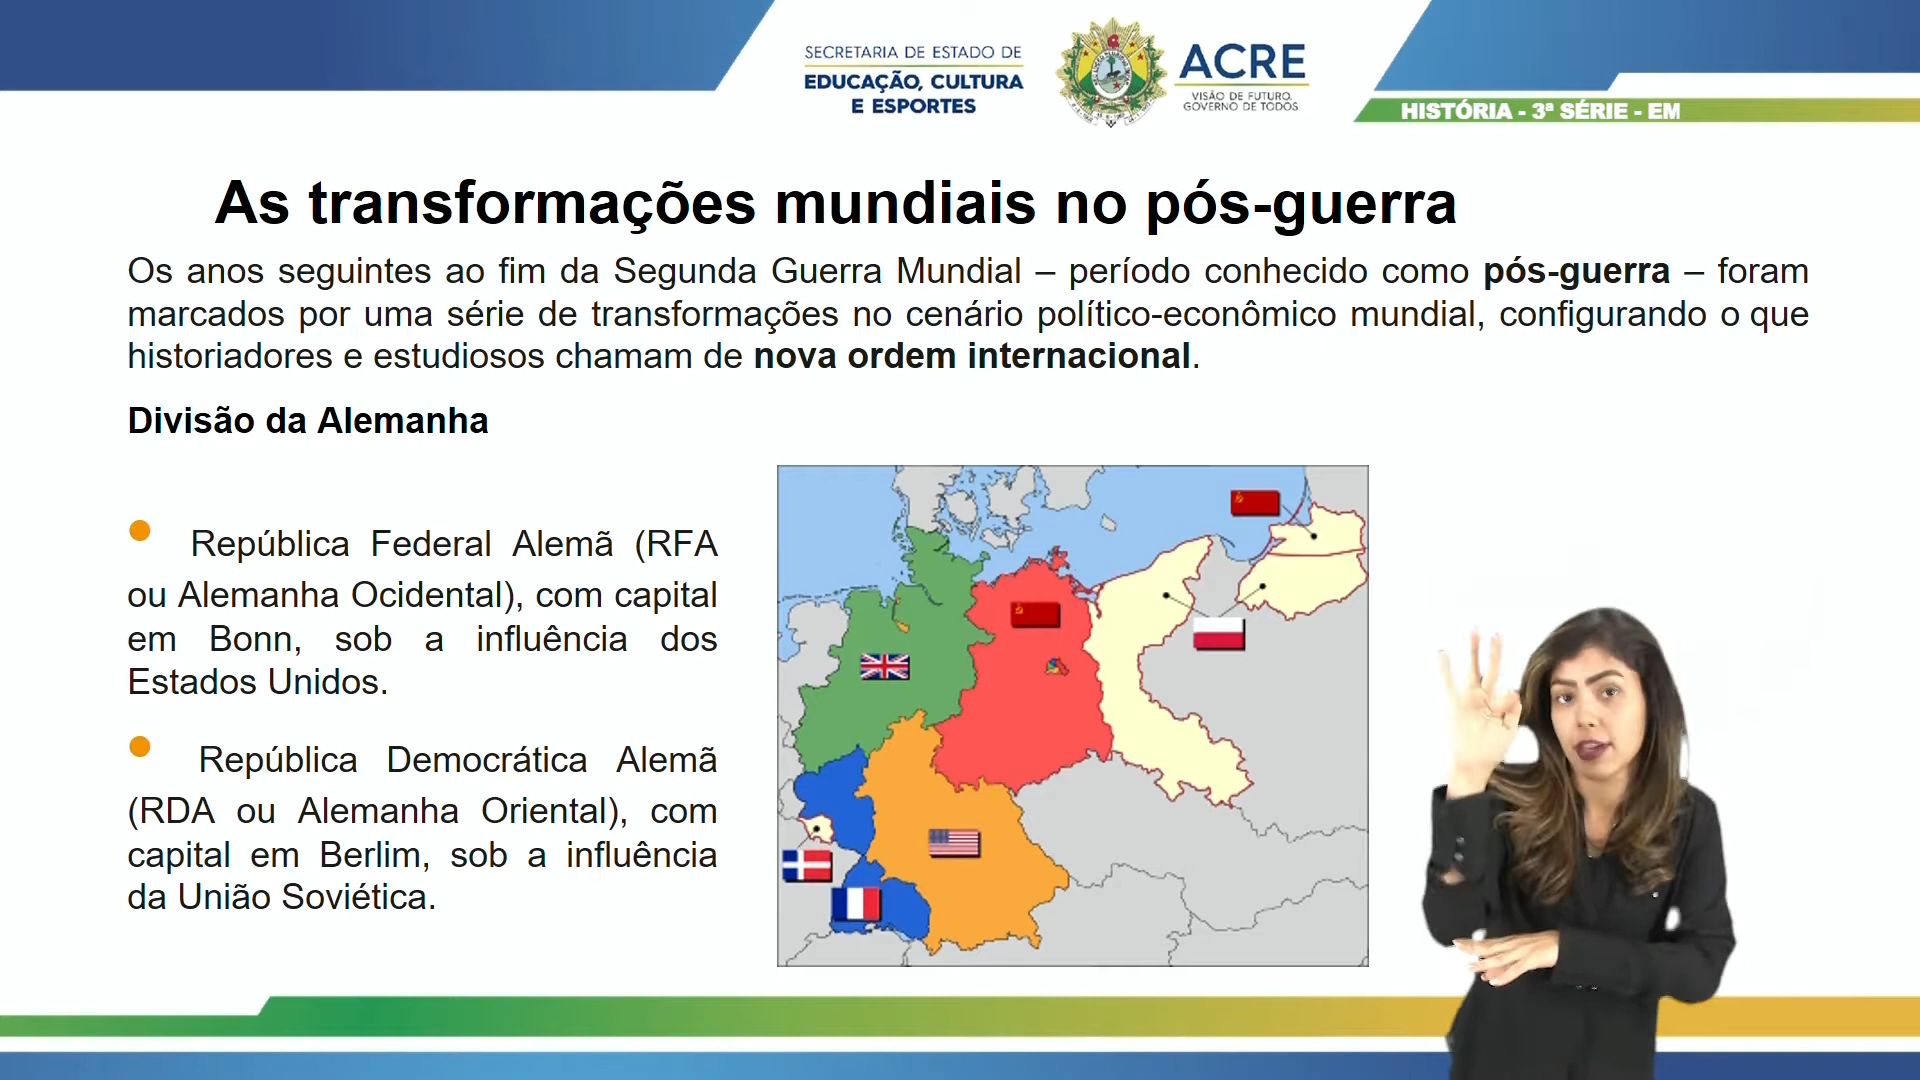 SECRETARIA DE ESTADO DE
EDUCAÇÃO, CULTURA
E ESPORTES
ACRE
VISÃO DE FUTURO.
GOVERNO DE TODOS.
HISTÓRIA - 3ª SÉRIE - EM
As transformações mundiais no pós-guerra
Os anos seguintes ao fim da Segunda Guerra Mundial – período conhecido como pós-guerra – foram
marcados por uma série de transformações no cenário político-econômico mundial, configurando o que
historiadores e estudiosos chamam de nova ordem internacional.
Divisão da Alemanha
• República Federal Alemã (RFA
ou Alemanha Ocidental), com capital
em Bonn, sob a influência dos
Estados Unidos.
• República Democrática Alemã
(RDA ou Alemanha Oriental), com
capital em Berlim, sob a influência
da União Soviética.